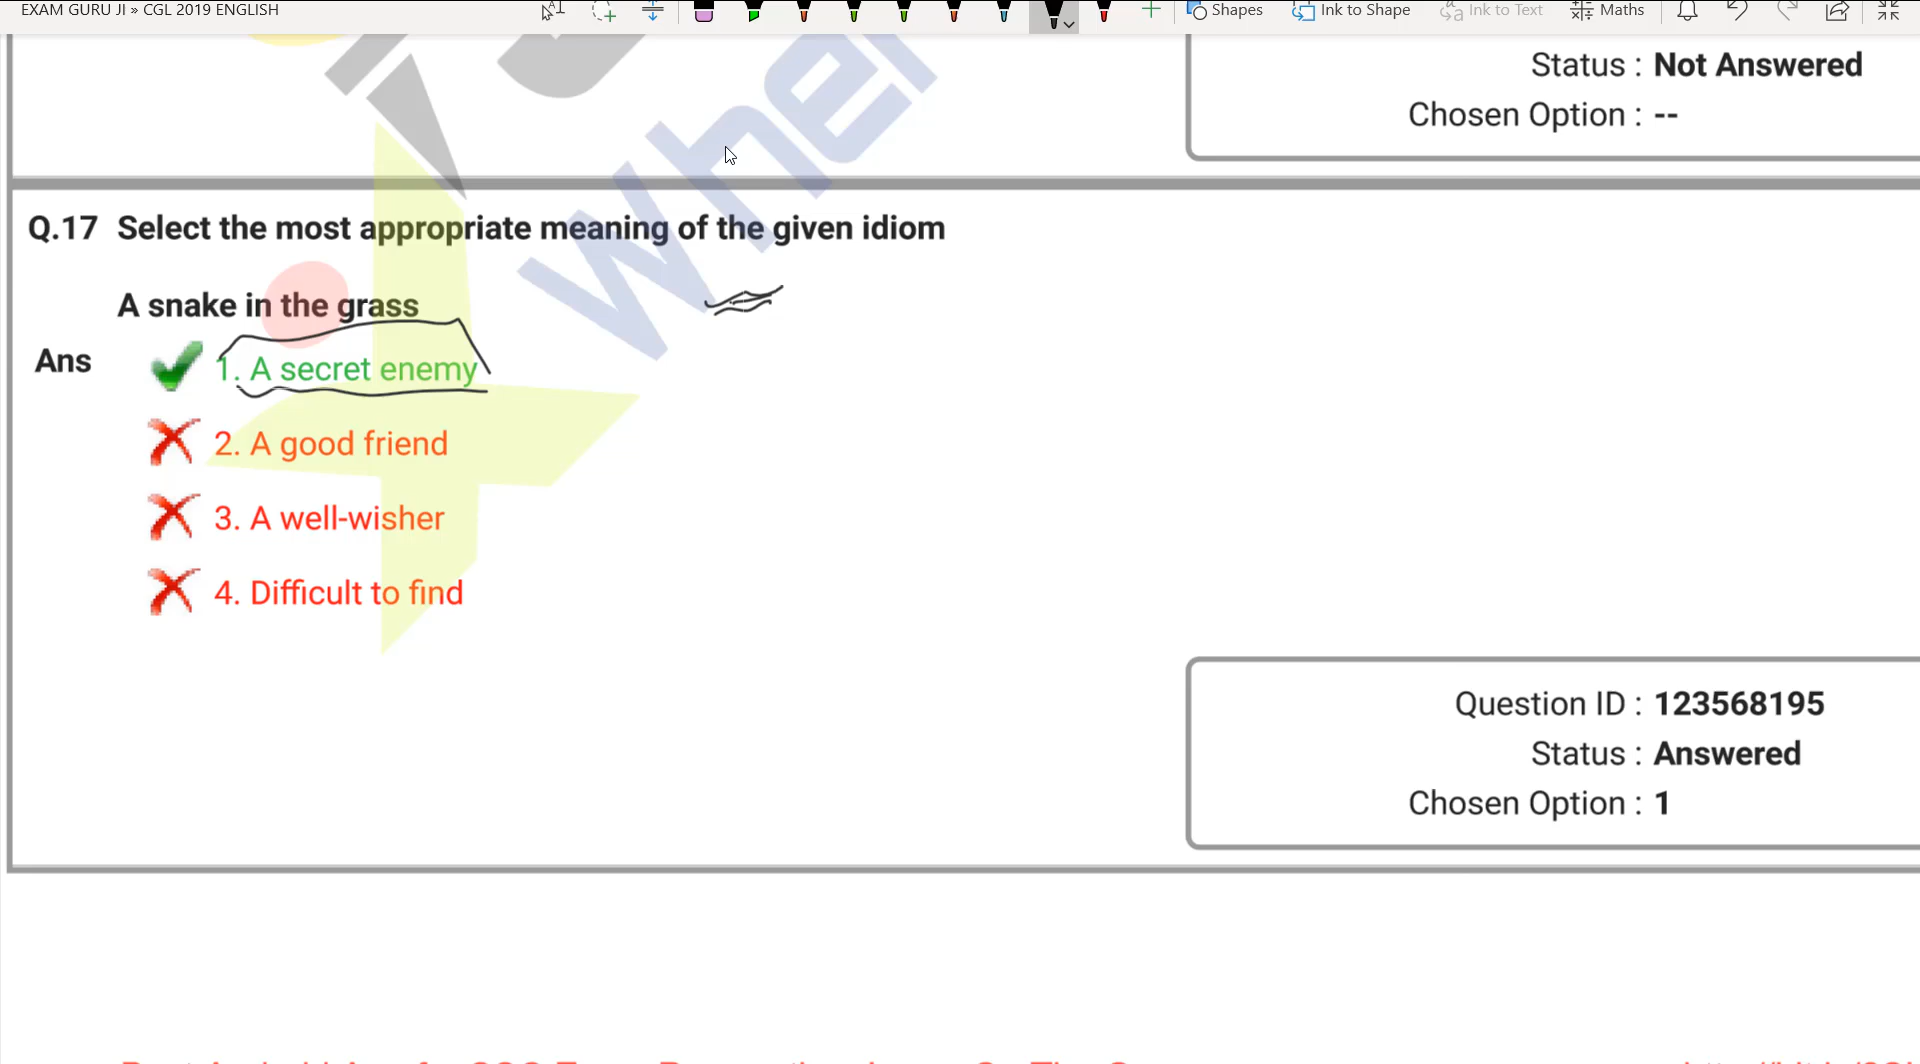 EXAM GURU JI » CGL 2019 ENGLISH
Shapes Ink to Shape Ink to Text Maths
Status : Not Answered
Chosen Option : --
Q.17 Select the most appropriate meaning of the given idiom
A snake in the grass
Ans 1. A secret enemy
2. A good friend
3. A well-wisher
4. Difficult to find
Question ID : 123568195
Status : Answered
Chosen Option : 1